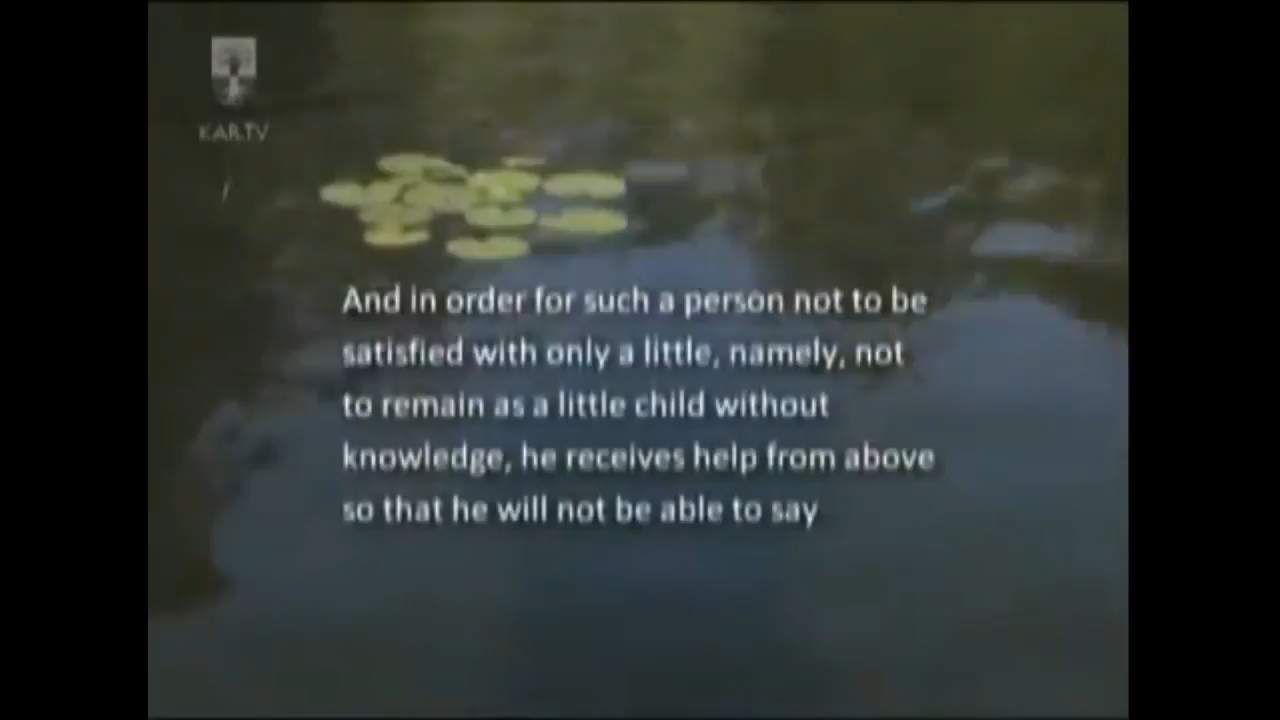 KAB.TV
And in order for such a person not to be
satisfied with only a little, namely, not
to remain as a little child without
knowledge, he receives help from above
so that he will not be able to say